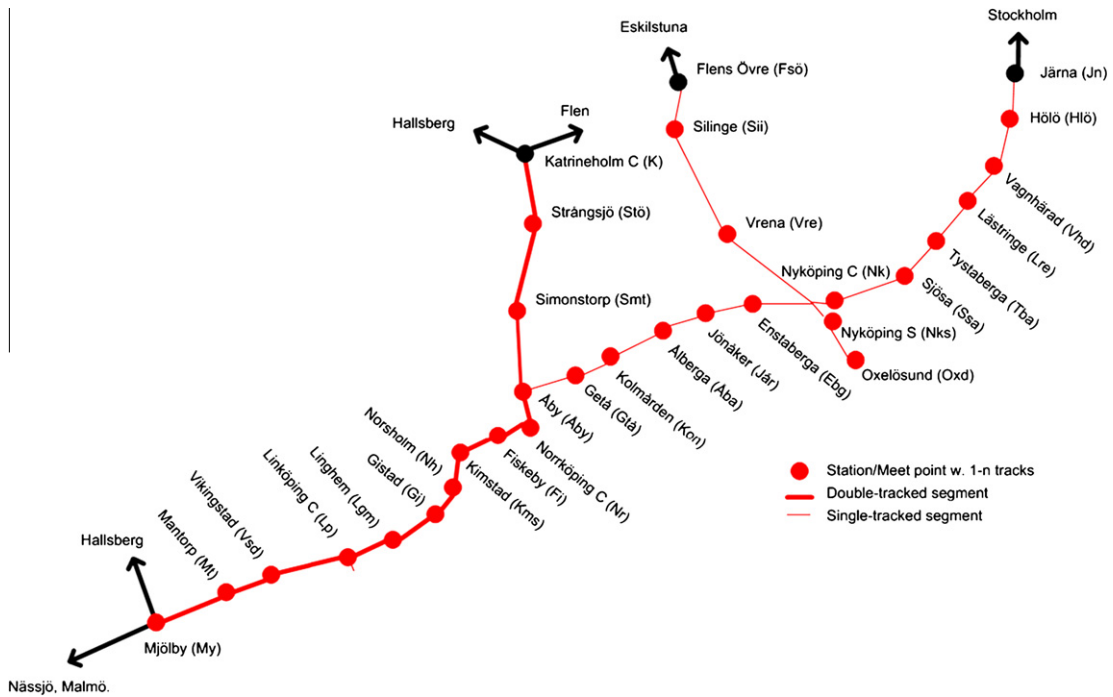 Stockholm
Eskilstuna
Järna (Jn)
Flens Övre (Fsö)
Hölö (Hlö)
Flen
Hallsberg
Silinge (Sii)
Katrineholm C (K)
Vagnhärad (Vhd)
Strångsjö (Stö)
Lästringe (Lre)
Vrena (Vre)
Tystaberga (Tba)
Nyköping C (Nk)
Sjösa (Ssa)
Simonstorp (Smt)
Nyköping S (Nks)
Enstaberga (Ebg)
Oxelösund (Oxd)
Jönåker (Jår)
Ålberga (Åba)
Kolmården (Kon)
Getå (Gtå)
Åby (Åby)
Norrköping C (Nr)
Fiskeby (Fi)
Kimstad (Kms)
Norsholm (Nh)
Gistad (Gi)
Linghem (Lgm)
Linköping C (Lp)
Vikingstad (Vsd)
Mantorp (Mt)
Station/Meet point w. 1-n tracks
Double-tracked segment
Single-tracked segment
Hallsberg
Mjölby (My)
Nässjö, Malmö.